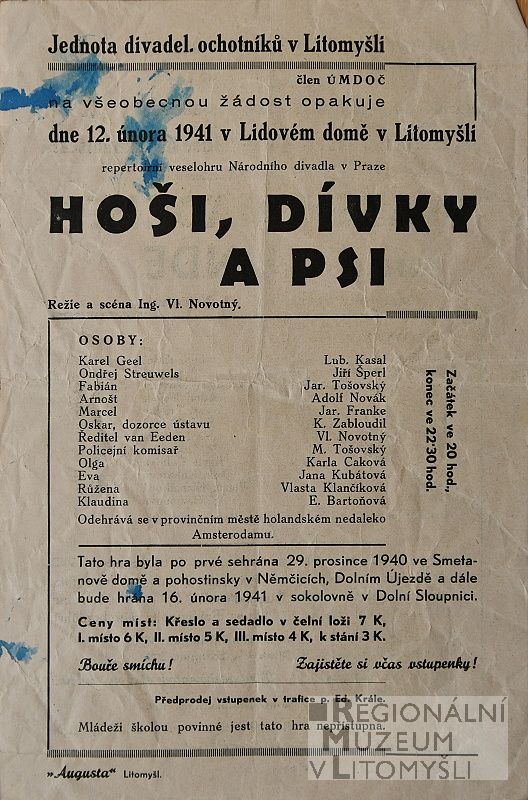 Jednota divadel. ochotníků v Litomyšli
člen ÚMDOČ
na všeobecnou žádost opakuje
dne 12. února 1941 v Lidovém domě v Litomyšli
repertoirní veselohru Národního divadla v Praze
HOŠI, DÍVKY
A PSI
Režie a scéna Ing. Vl. Novotný.
OSOBY:
Karel Geel Lub. Kasal
Ondřej Streuwels Jiří Šperl
Fabián Jar. Tošovský
Arnošt Adolf Novák
Marcel Jar. Franke
Oskar, dozorce ústavu K. Zabloudil
Ředitel van Eeden Vl. Novotný
Policejní komisař M. Tošovský
Olga Karla Caková
Eva Jana Kubátová
Růžena Vlasta Klančíková
Klaudina E. Bartoňová
Odehrává se v provinčním městě holandském nedaleko
Amsterodamu.
Začátek ve 20 hod.,
konec ve 22·30 hod.
Tato hra byla po prvé sehrána 29. prosince 1940 ve Smeta-
nově domě a pohostinsky v Němčicích, Dolním Újezdě a dále
bude hrána 16. února 1941 v sokolovně v Dolní Sloupnici.
Ceny míst: Křeslo a sedadlo v čelní loži 7 K,
I. místo 6 K, II. místo 5 K, III. místo 4 K, k stání 3 K.
Bouře smíchu! Zajistěte si včas vstupenky!
Předprodej vstupenek v trafice p. Ed. Krále.
Mládeži školou povinné jest tato hra nepřístupna.
„Augusta“ Litomyšl.
REGIONÁLNÍ
MUZEUM
V LITOMYŠLI